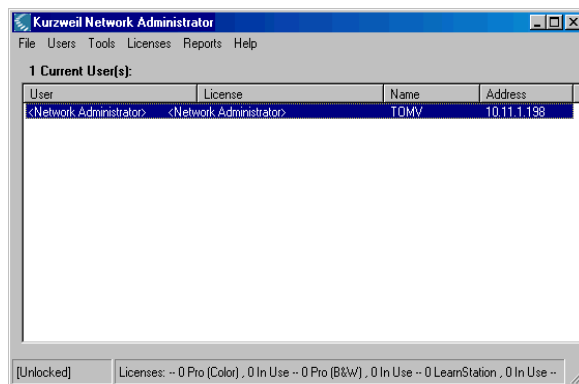 Kurzweil Network Administrator
File Users Tools Licenses Reports Help
1 Current User(s):
User License Name Address
<Network Administrator> <Network Administrator> TOMV 10.11.1.198
[Unlocked] Licenses: -- 0 Pro (Color) , 0 In Use -- 0 Pro (B&W) , 0 In Use -- 0 LearnStation , 0 In Use --